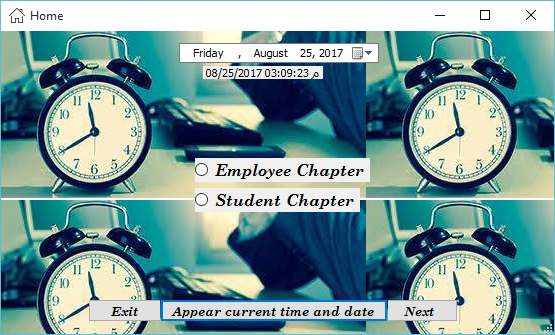 Home
Friday , August 25, 2017
08/25/2017 03:09:23 م
Employee Chapter
Student Chapter
Exit Appear current time and date Next